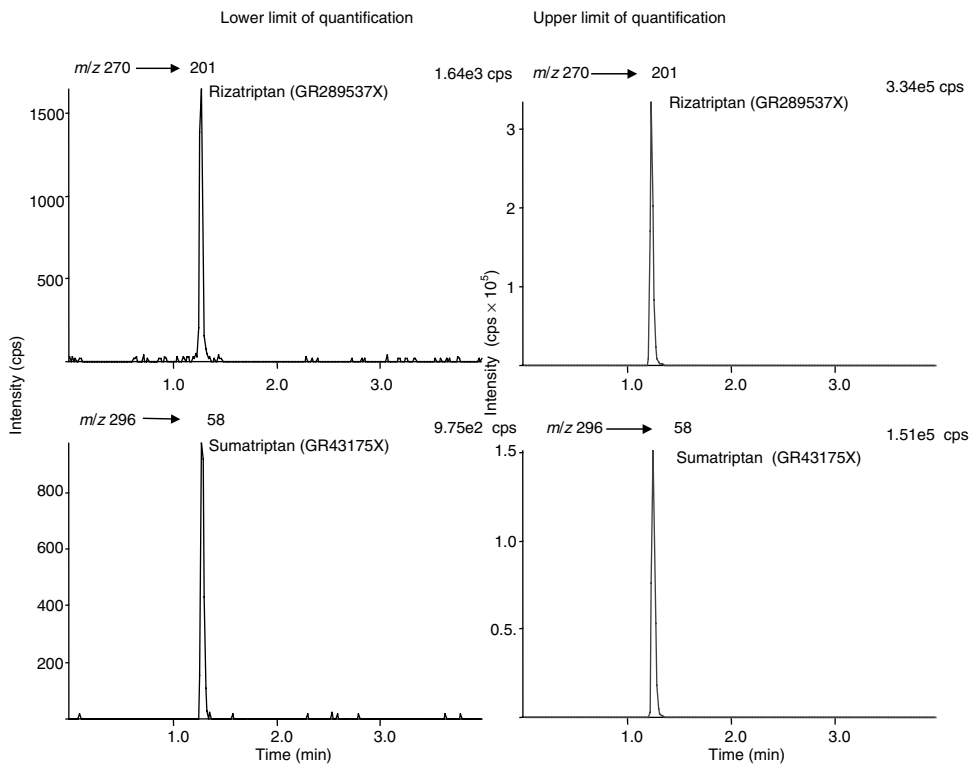 Lower limit of quantification
Upper limit of quantification
m/z 270 → 201
1.64e3 cps
Rizatriptan (GR289537X)
1500
1000
500
1.0 2.0 3.0
m/z 270 → 201
3.34e5 cps
Rizatriptan (GR289537X)
3
2
1
1.0 2.0 3.0
Intensity (cps)
Intensity (cps × 10⁵)
m/z 296 → 58
9.75e2 cps
Sumatriptan (GR43175X)
800
600
400
200
1.0 2.0 3.0
Time (min)
m/z 296 → 58
1.51e5 cps
Sumatriptan (GR43175X)
1.5
1.0
0.5.
1.0 2.0 3.0
Time (min)